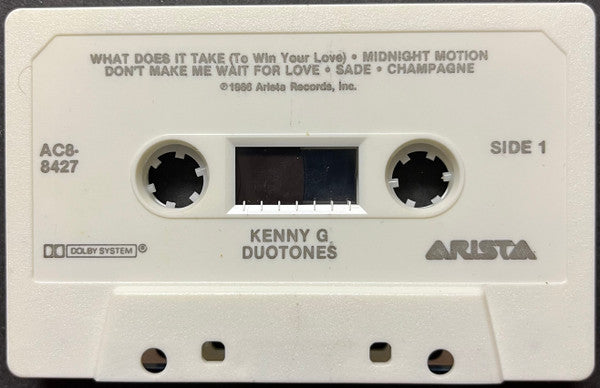 WHAT DOES IT TAKE (To Win Your Love) • MIDNIGHT MOTION
DON'T MAKE ME WAIT FOR LOVE • SADE • CHAMPAGNE
℗1986 Arista Records, Inc.
AC8-
8427
SIDE 1
KENNY G
DUOTONES
DOLBY SYSTEM®
ARISTA